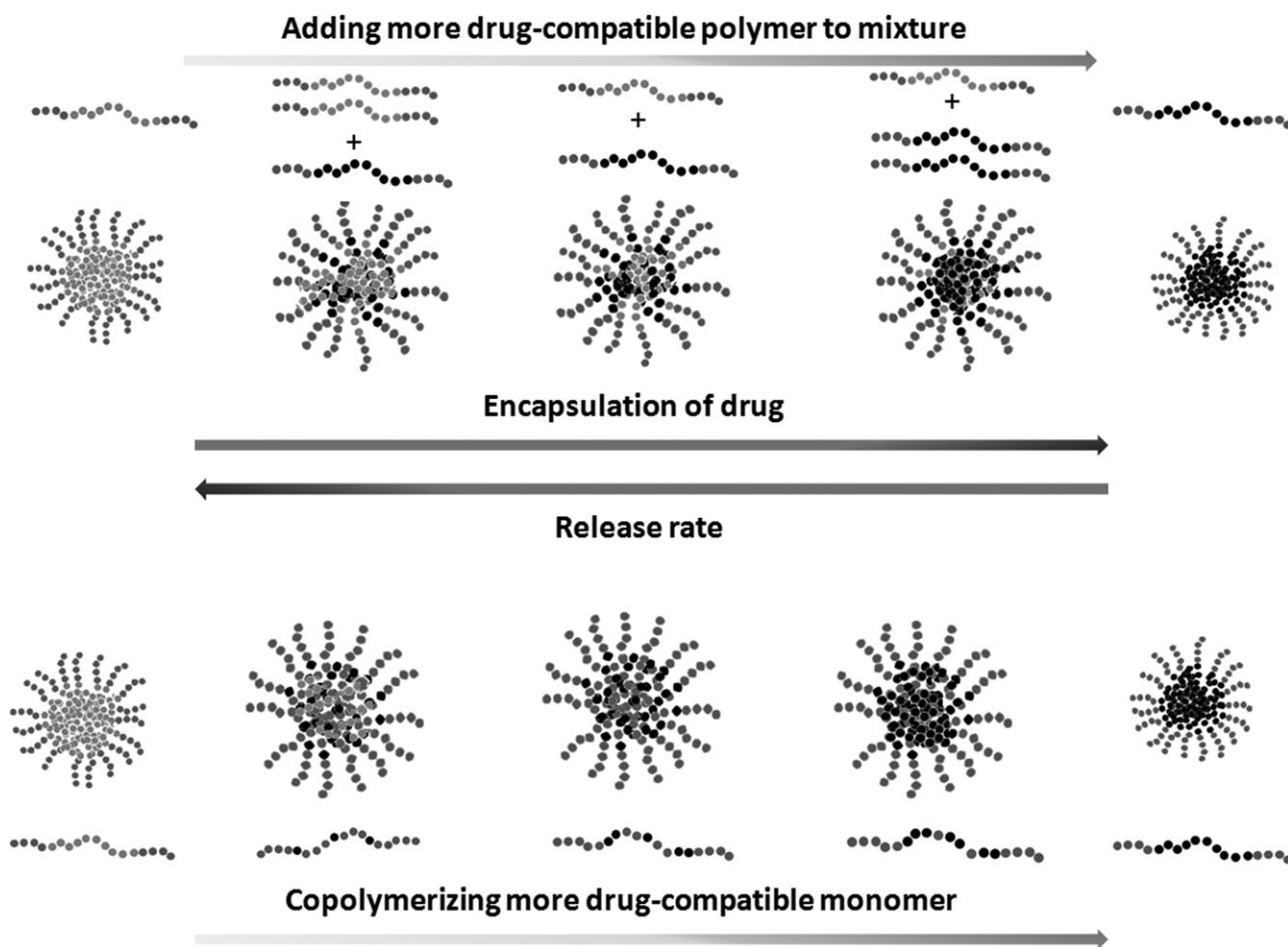 Adding more drug-compatible polymer to mixture
+
+
+
Encapsulation of drug
Release rate
Copolymerizing more drug-compatible monomer